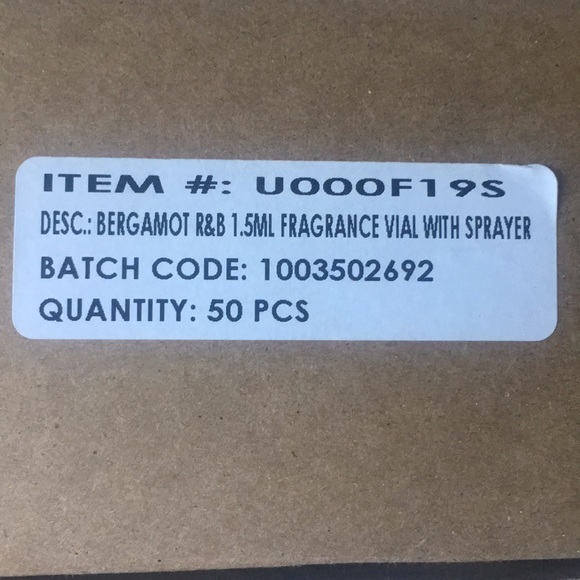 ITEM #: U000F19S
DESC.: BERGAMOT R&B 1.5ML FRAGRANCE VIAL WITH SPRAYER
BATCH CODE: 1003502692
QUANTITY: 50 PCS